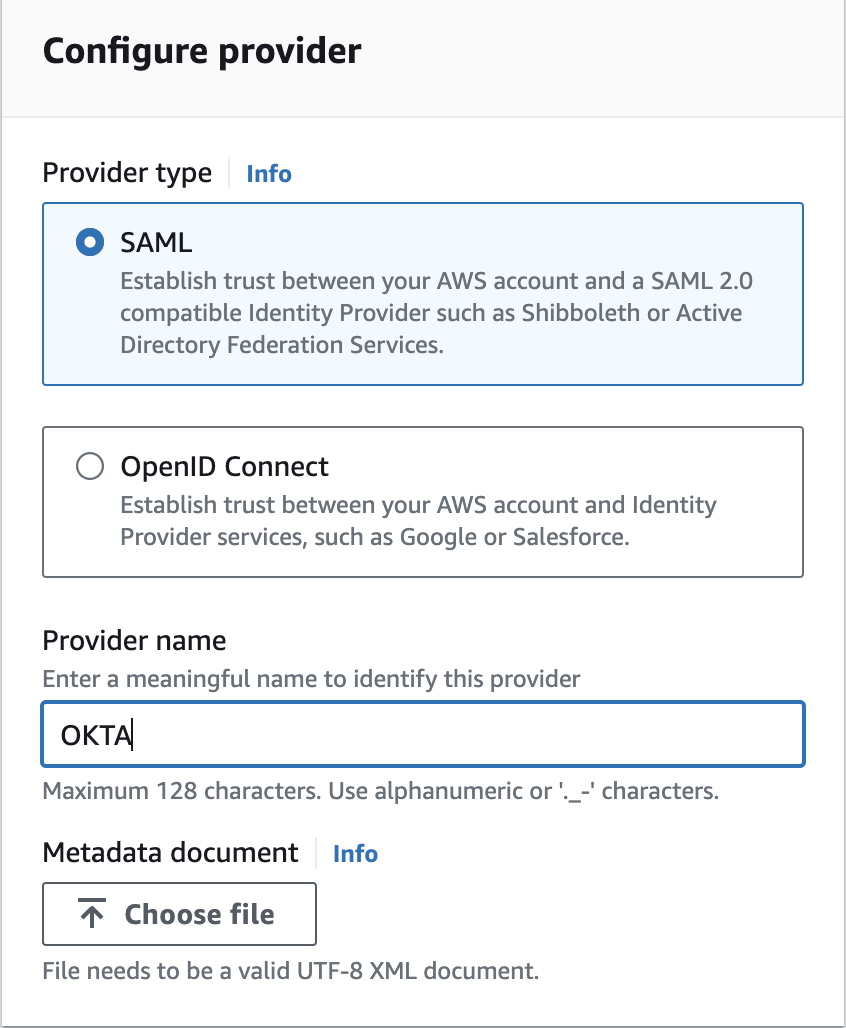 Configure provider
Provider type Info
SAML
Establish trust between your AWS account and a SAML 2.0
compatible Identity Provider such as Shibboleth or Active
Directory Federation Services.
OpenID Connect
Establish trust between your AWS account and Identity
Provider services, such as Google or Salesforce.
Provider name
Enter a meaningful name to identify this provider
OKTA
Maximum 128 characters. Use alphanumeric or '._-' characters.
Metadata document Info
Choose file
File needs to be a valid UTF-8 XML document.